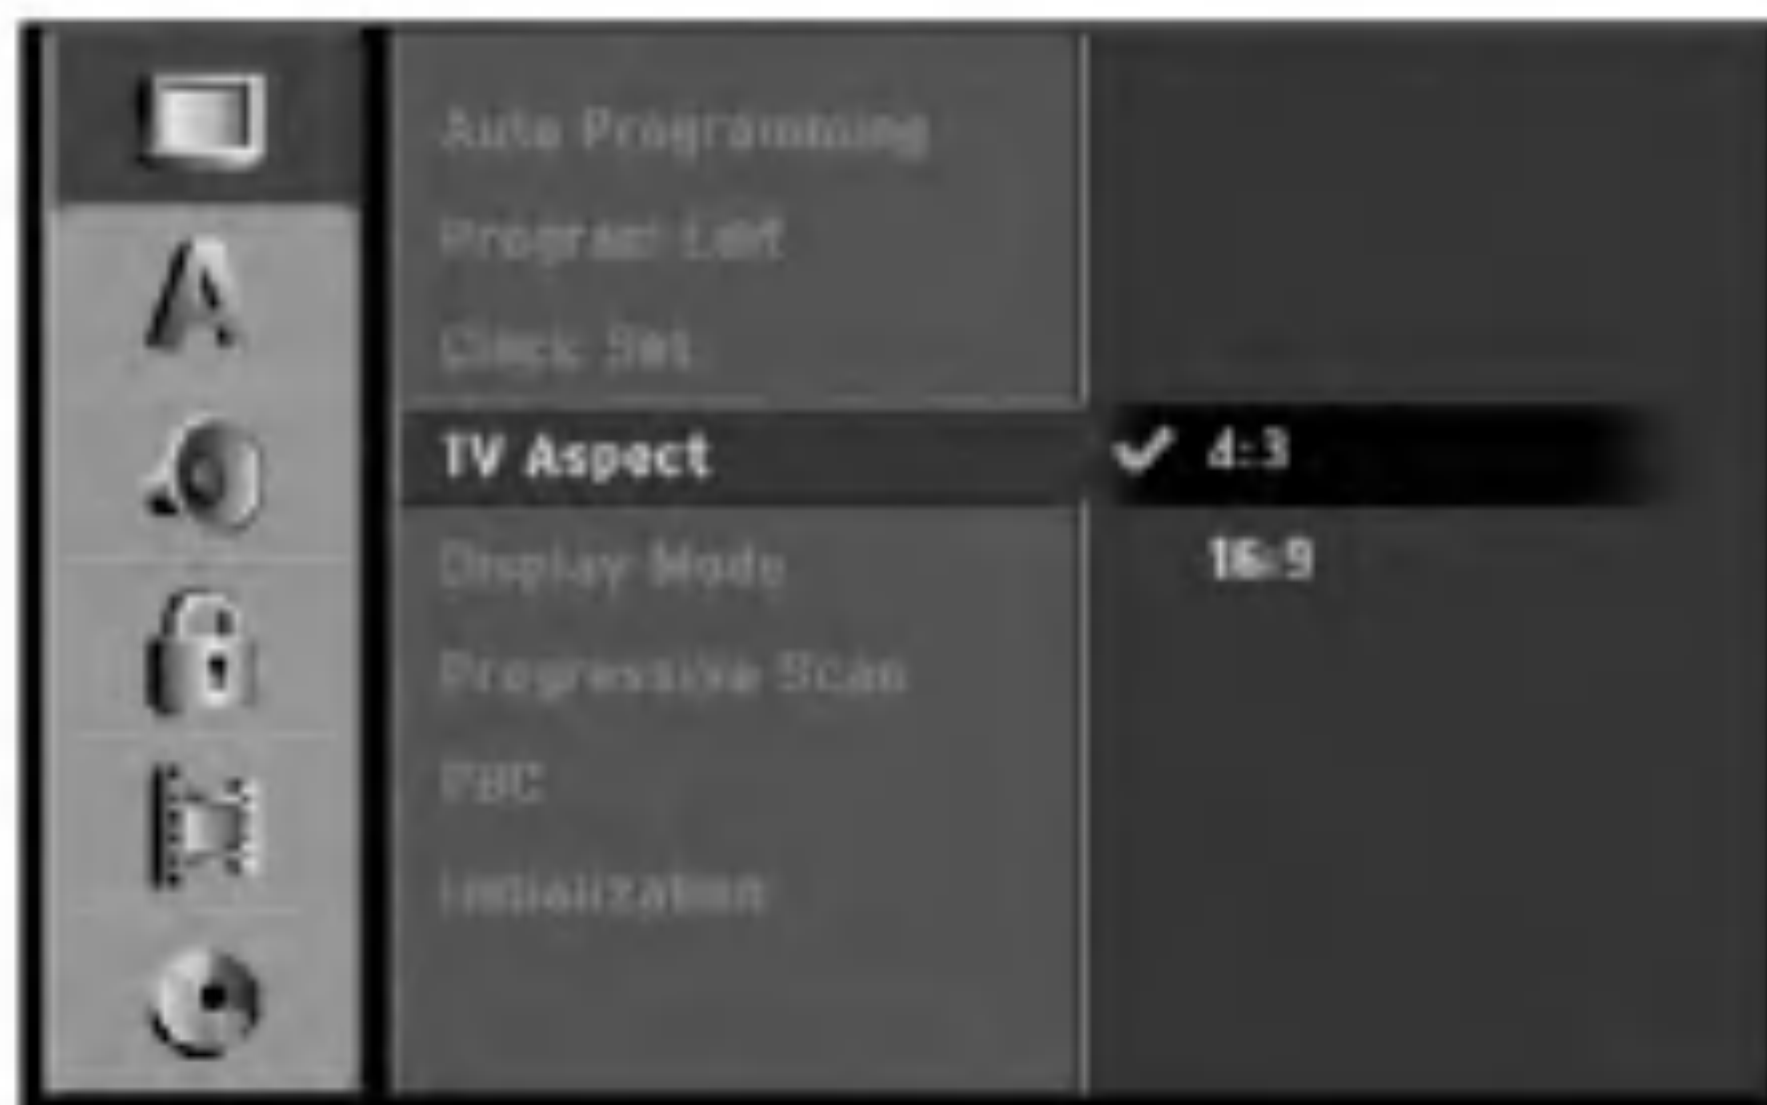 Auto Programming
Program Edit
Clock Set
TV Aspect
4:3
16:9
Display Mode
Progressive Scan
PBC
Initialization